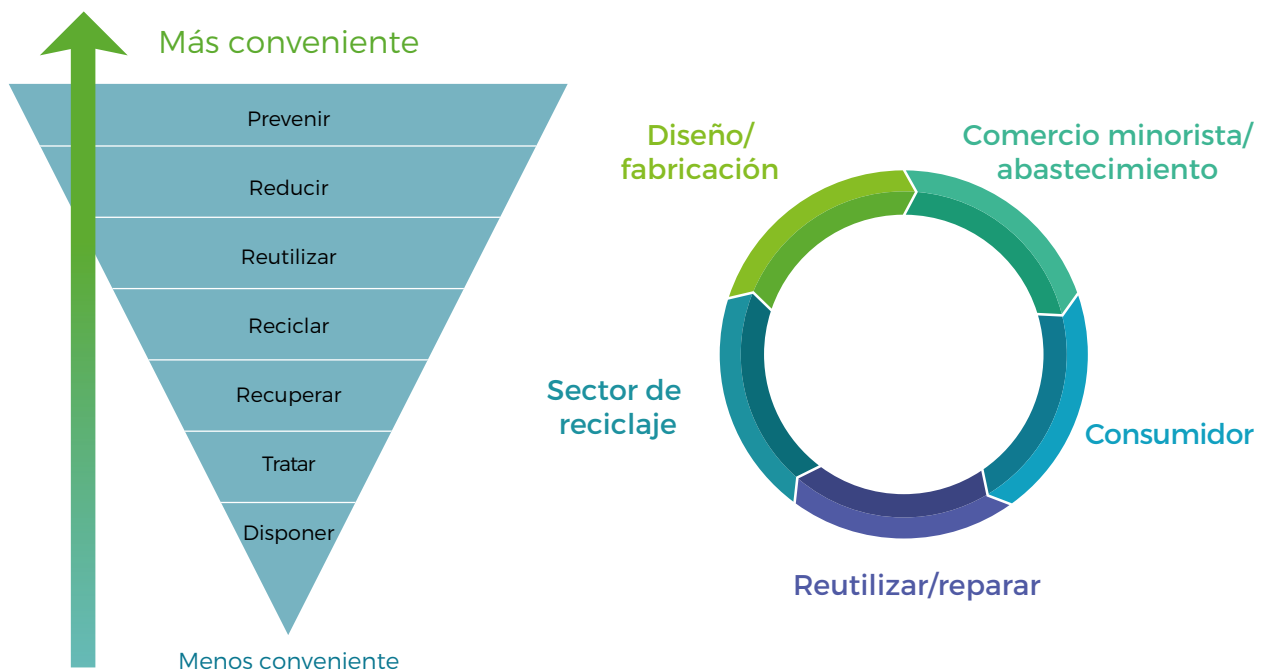 Más conveniente
Prevenir
Reducir
Reutilizar
Reciclar
Recuperar
Tratar
Disponer
Menos conveniente
Diseño/
fabricación
Comercio minorista/
abastecimiento
Consumidor
Reutilizar/reparar
Sector de
reciclaje